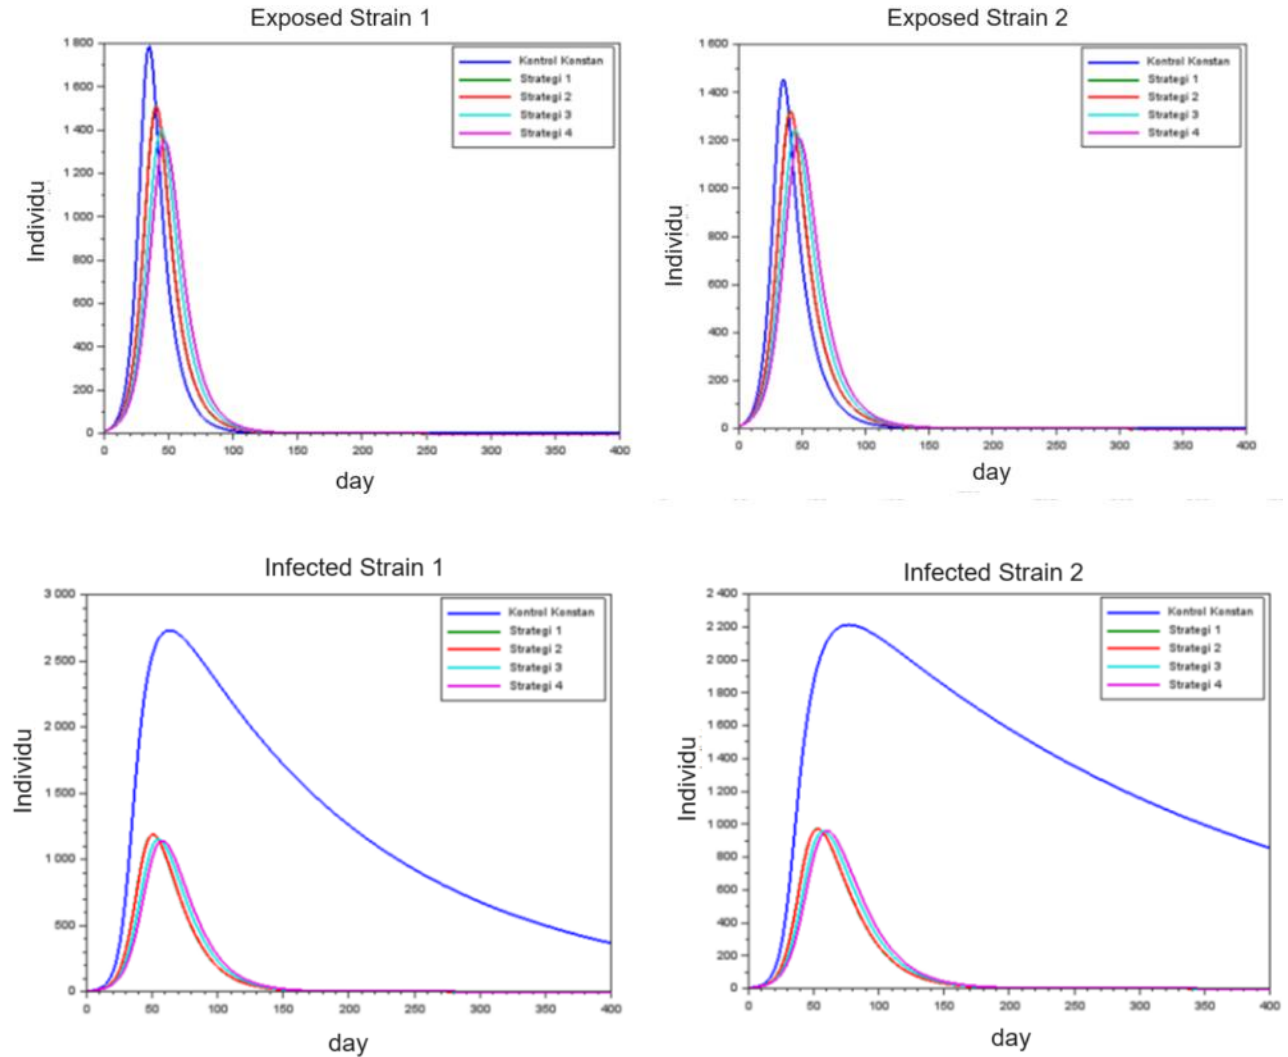 Exposed Strain 1
1 800
1 600
1 400
1 200
1 000
800
600
400
200
0
Individu
0 50 100 150 200 250 300 350 400
day
Kontrol Konstan
Strategi 1
Strategi 2
Strategi 3
Strategi 4
Exposed Strain 2
1 600
1 400
1 200
1 000
800
600
400
200
0
Individu
0 50 100 150 200 250 300 350 400
day
Kontrol Konstan
Strategi 1
Strategi 2
Strategi 3
Strategi 4
Infected Strain 1
3 000
2 500
2 000
1 500
1 000
500
0
Individu
0 50 100 150 200 250 300 350 400
day
Kontrol Konstan
Strategi 1
Strategi 2
Strategi 3
Strategi 4
Infected Strain 2
2 400
2 200
2 000
1 800
1 600
1 400
1 200
1 000
800
600
400
200
0
Individu
0 50 100 150 200 250 300 350 400
day
Kontrol Konstan
Strategi 1
Strategi 2
Strategi 3
Strategi 4